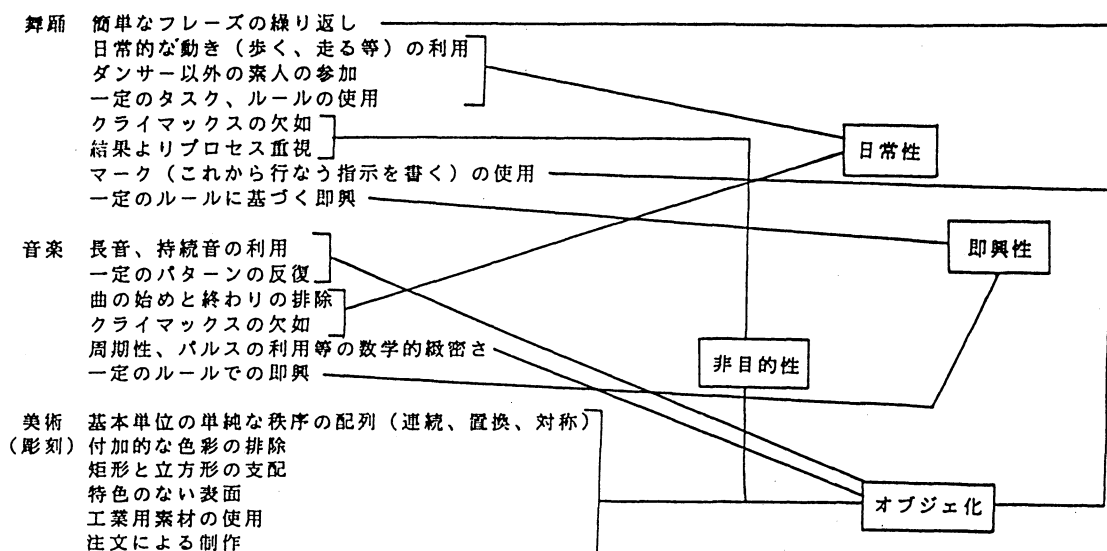 舞踊 簡単なフレーズの繰り返し
日常的な動き（歩く、走る等）の利用
ダンサー以外の素人の参加
一定のタスク、ルールの使用
クライマックスの欠如
結果よりプロセス重視
マーク（これから行なう指示を書く）の使用
一定のルールに基づく即興
日常性
即興性
音楽 長音、持続音の利用
一定のパターンの反復
曲の始めと終わりの排除
クライマックスの欠如
周期性、パルスの利用等の数学的緻密さ
一定のルールでの即興
非目的性
美術 基本単位の単純な秩序の配列（連続、置換、対称）
（彫刻）付加的な色彩の排除
矩形と立方形の支配
特色のない表面
工業用素材の使用
注文による制作
オブジェ化